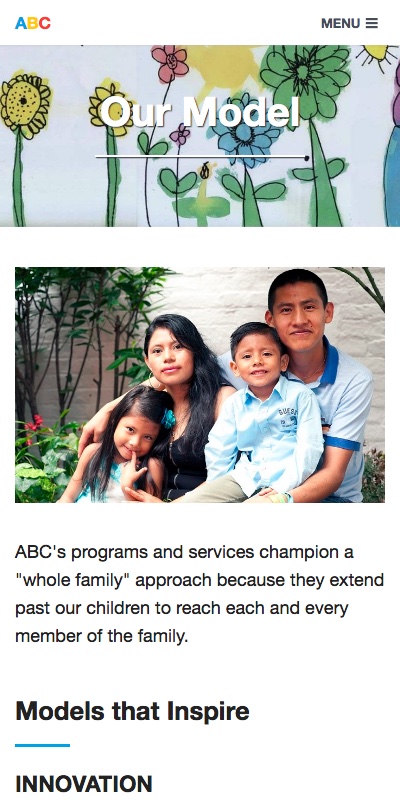 ABC
MENU
Our Model
ABC's programs and services champion a
"whole family" approach because they extend
past our children to reach each and every
member of the family.
Models that Inspire
INNOVATION